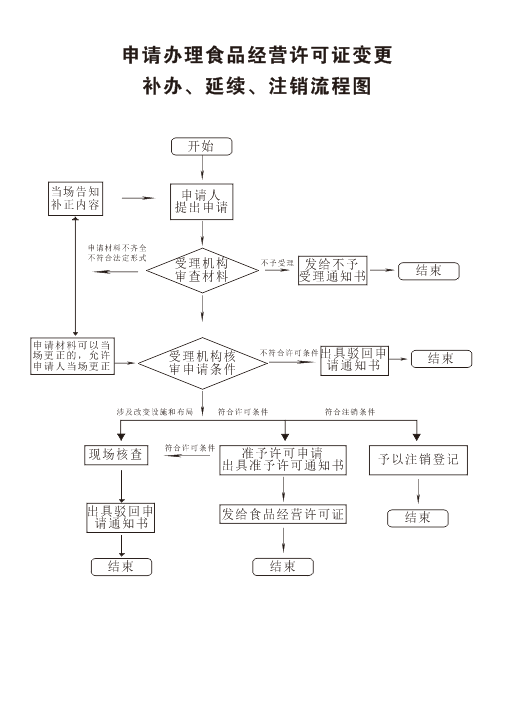 申请办理食品经营许可证变更
补办、延续、注销流程图
开始
当场告知
补正内容
申请人
提出申请
申请材料不齐全
不符合法定形式
受理机构
审查材料
不予受理
发给不予
受理通知书
结束
申请材料可以当
场更正的，允许
申请人当场更正
受理机构核
审申请条件
不符合许可条件
出具驳回申
请通知书
结束
涉及改变设施和布局
符合许可条件
符合注销条件
现场核查
符合许可条件
准予许可申请
出具准予许可通知书
予以注销登记
出具驳回申
请通知书
发给食品经营许可证
结束
结束
结束